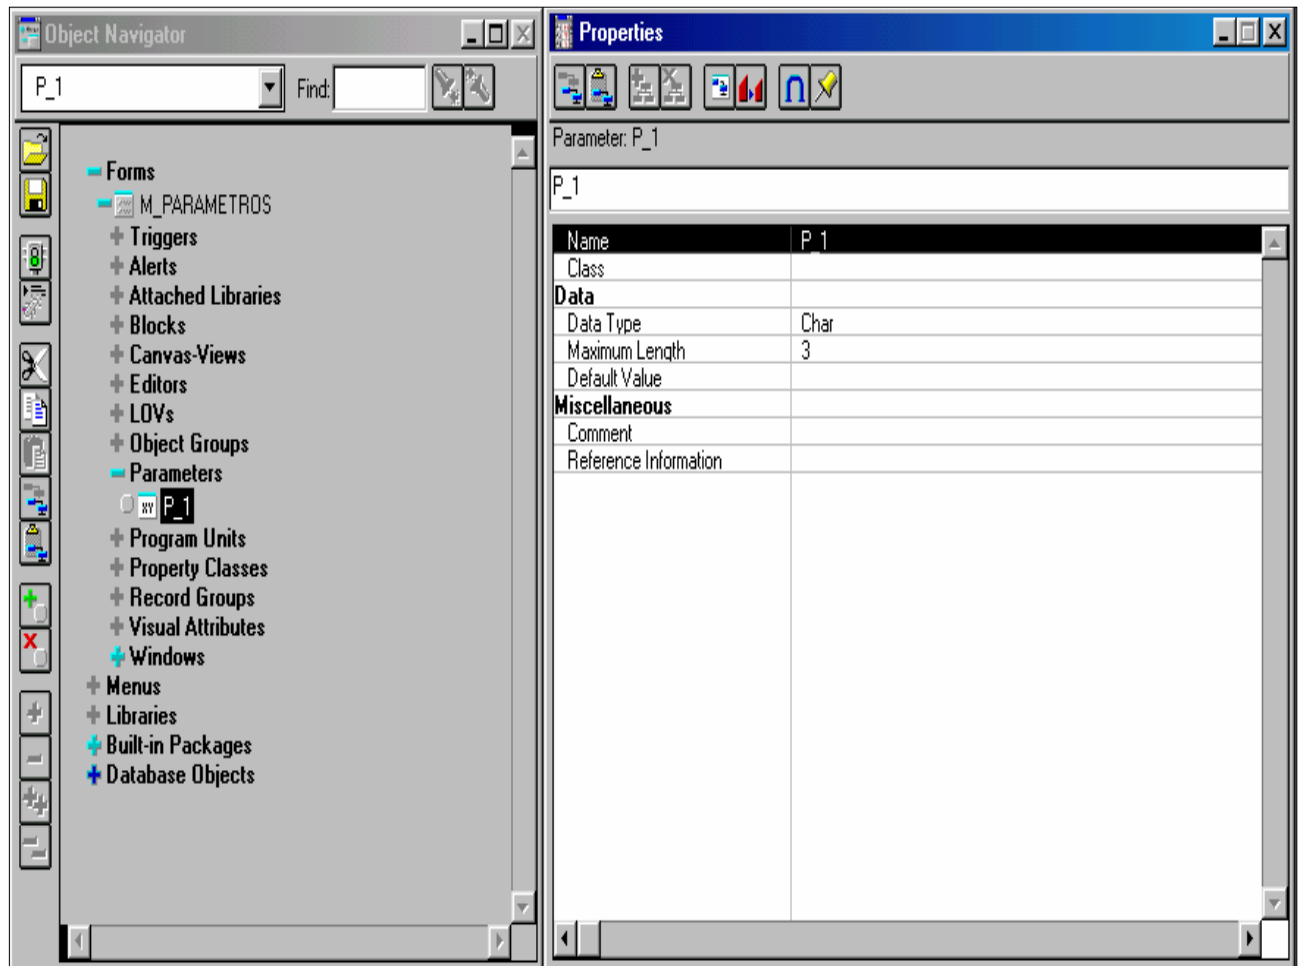 Object Navigator
P_1
Find:
Forms
M_PARAMETROS
Triggers
Alerts
Attached Libraries
Blocks
Canvas-Views
Editors
LOVs
Object Groups
Parameters
P_1
Program Units
Property Classes
Record Groups
Visual Attributes
Windows
Menus
Libraries
Built-in Packages
Database Objects
Properties
Parameter: P_1
P_1
Name P_1
Class
Data
Data Type Char
Maximum Length 3
Default Value
Miscellaneous
Comment
Reference Information